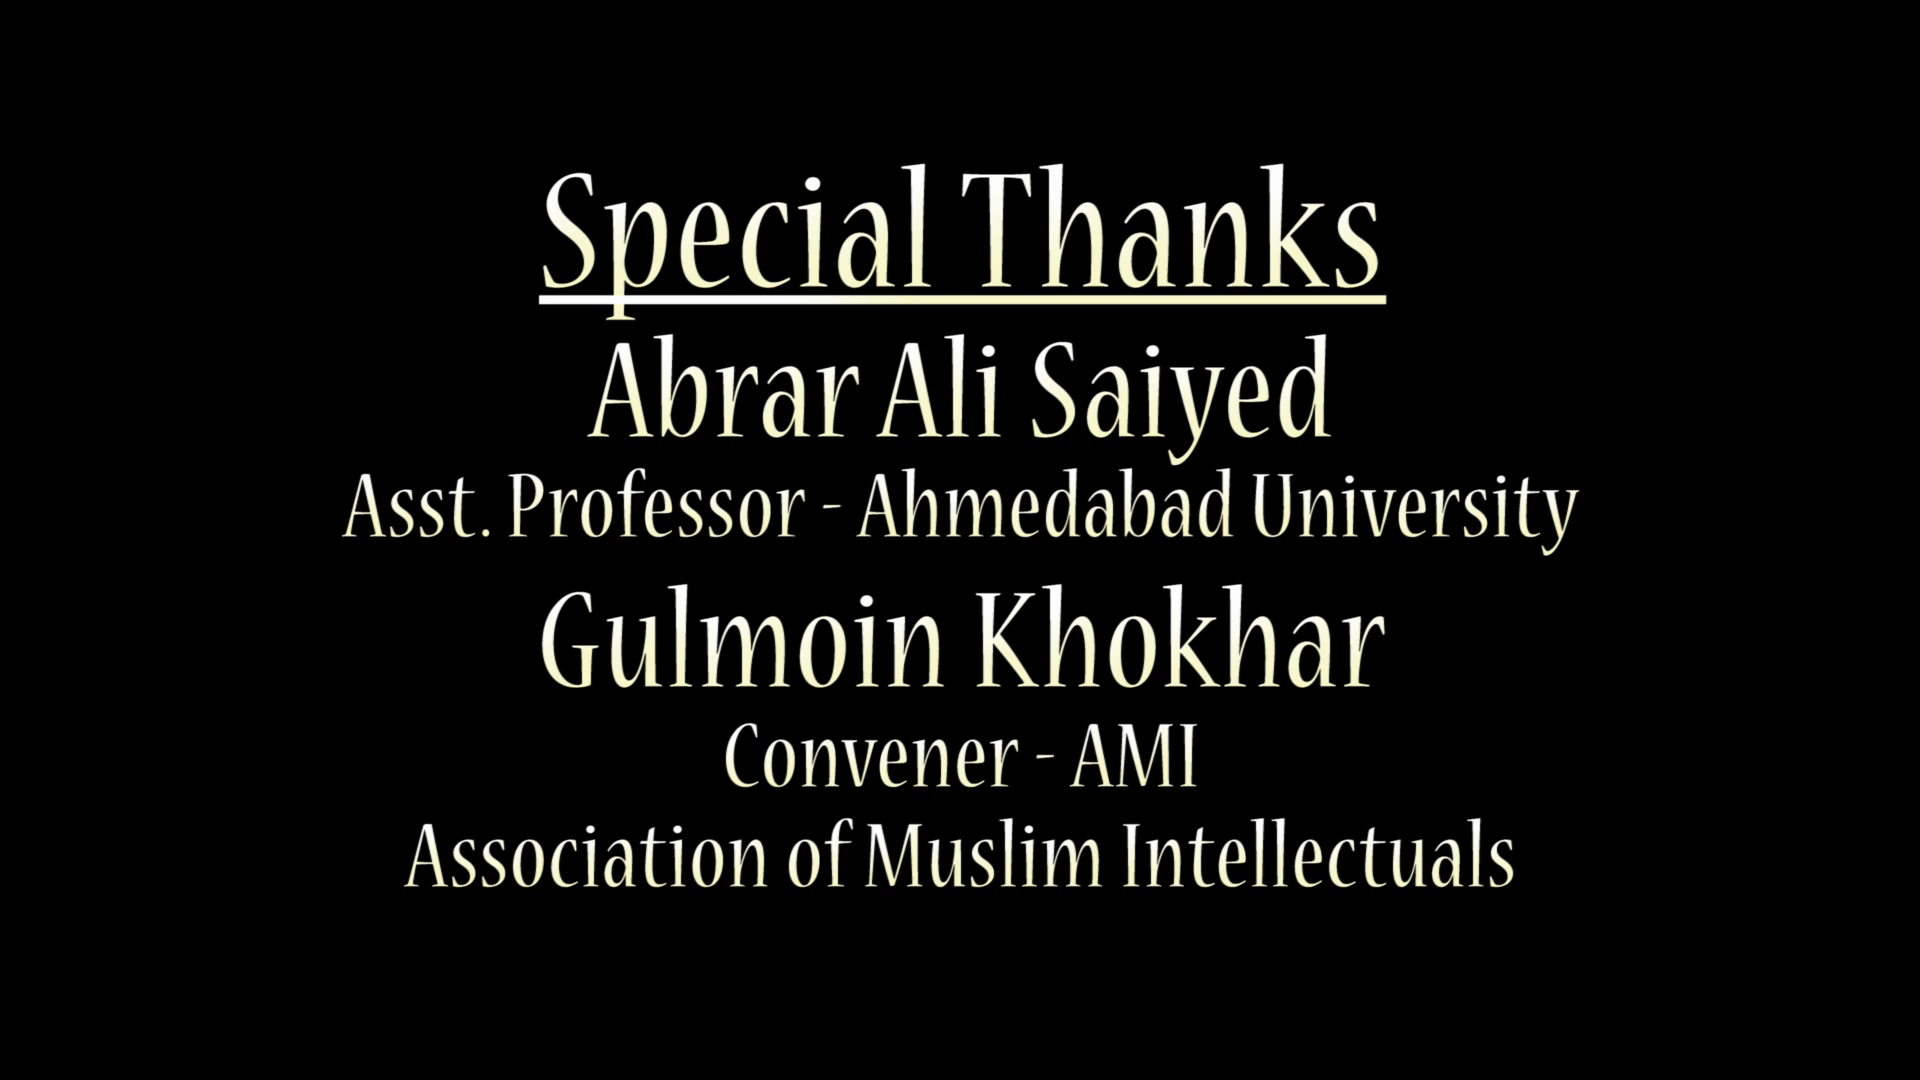 Special Thanks
Abrar Ali Saiyed
Asst. Professor - Ahmedabad University
Gulmoin Khokhar
Convener - AMI
Association of Muslim Intellectuals